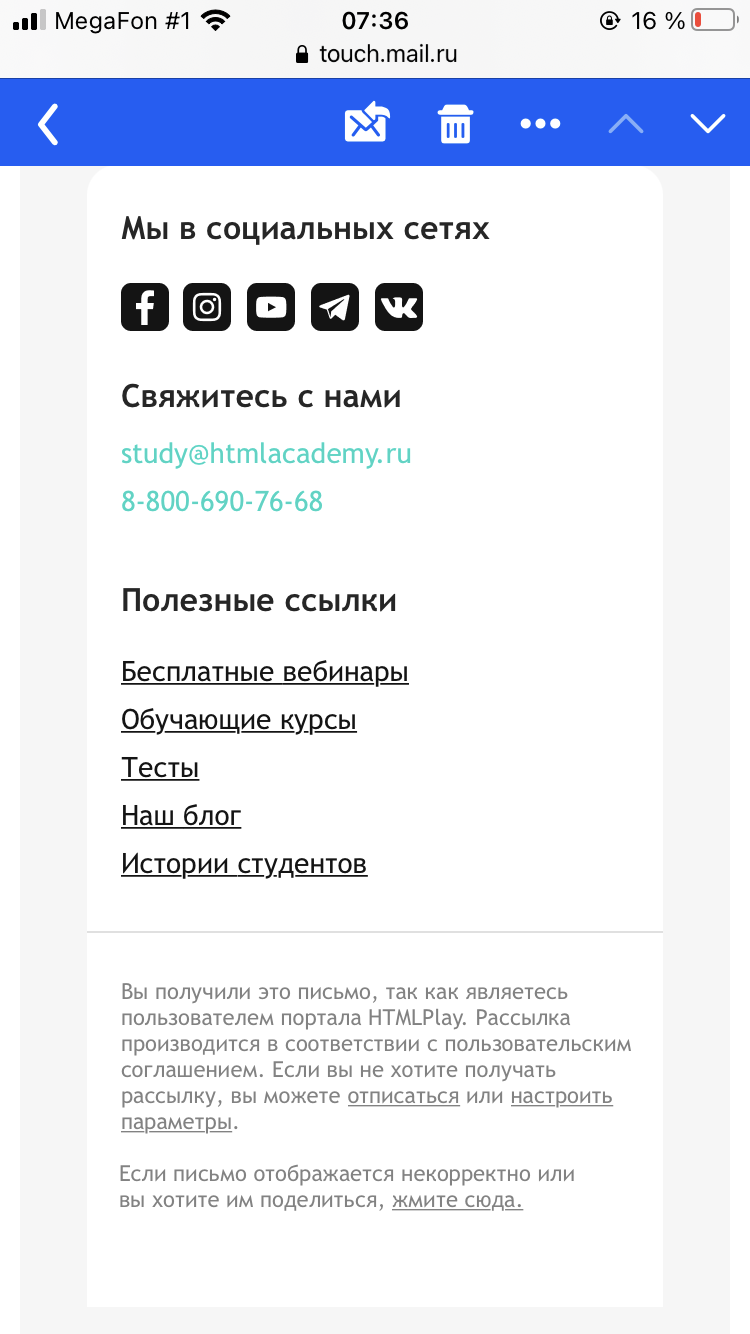 MegaFon #1 07:36 16 %
touch.mail.ru
Мы в социальных сетях
Свяжитесь с нами
study@htmlacademy.ru
8-800-690-76-68
Полезные ссылки
Бесплатные вебинары
Обучающие курсы
Тесты
Наш блог
Истории студентов
Вы получили это письмо, так как являетесь
пользователем портала HTMLPlay. Рассылка
производится в соответствии с пользовательским
соглашением. Если вы не хотите получать
рассылку, вы можете отписаться или настроить
параметры.
Если письмо отображается некорректно или
вы хотите им поделиться, жмите сюда.